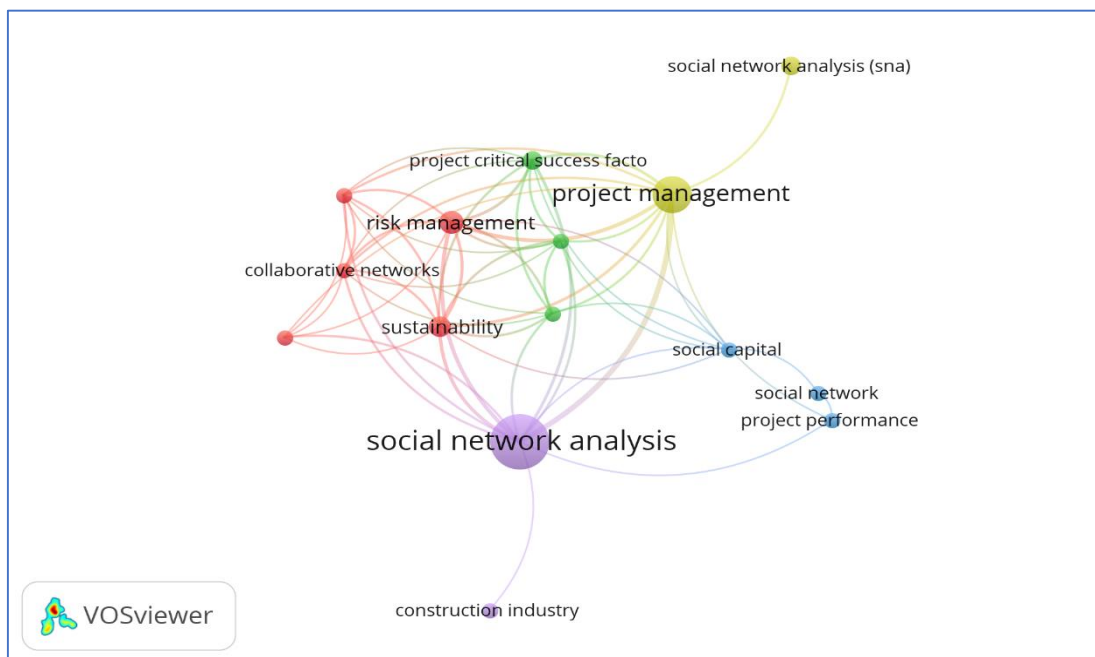 social network analysis (sna)
project critical success facto
project management
risk management
collaborative networks
sustainability
social capital
social network
project performance
social network analysis
construction industry
VOSviewer